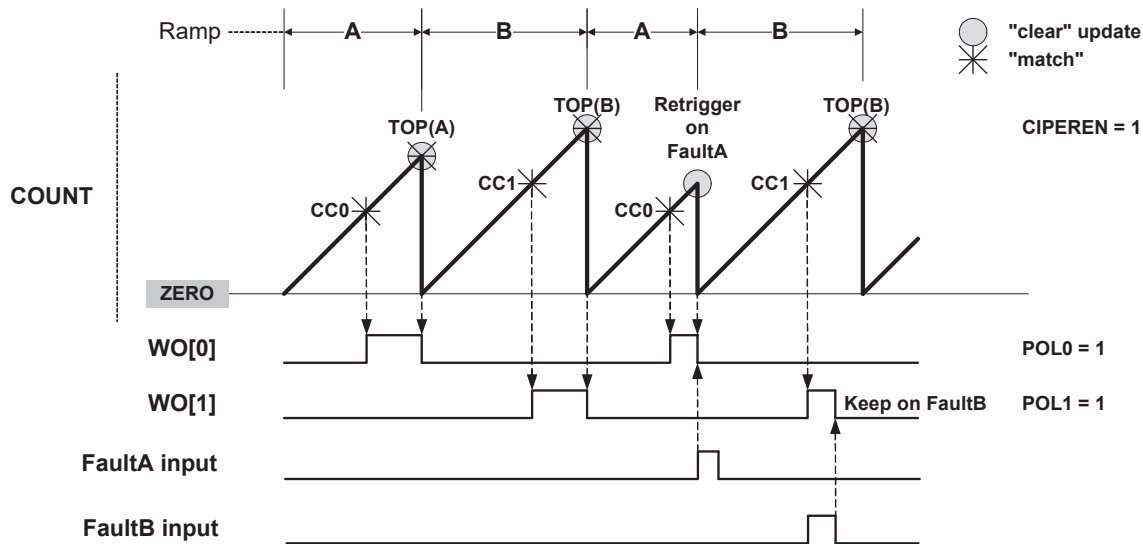 Ramp A B A B
"clear" update
"match"
TOP(A) TOP(B) Retrigger on FaultA TOP(B) CIPEREN = 1
COUNT CC0 CC1 CC0 CC1
ZERO
WO[0] POL0 = 1
WO[1] Keep on FaultB POL1 = 1
FaultA input
FaultB input